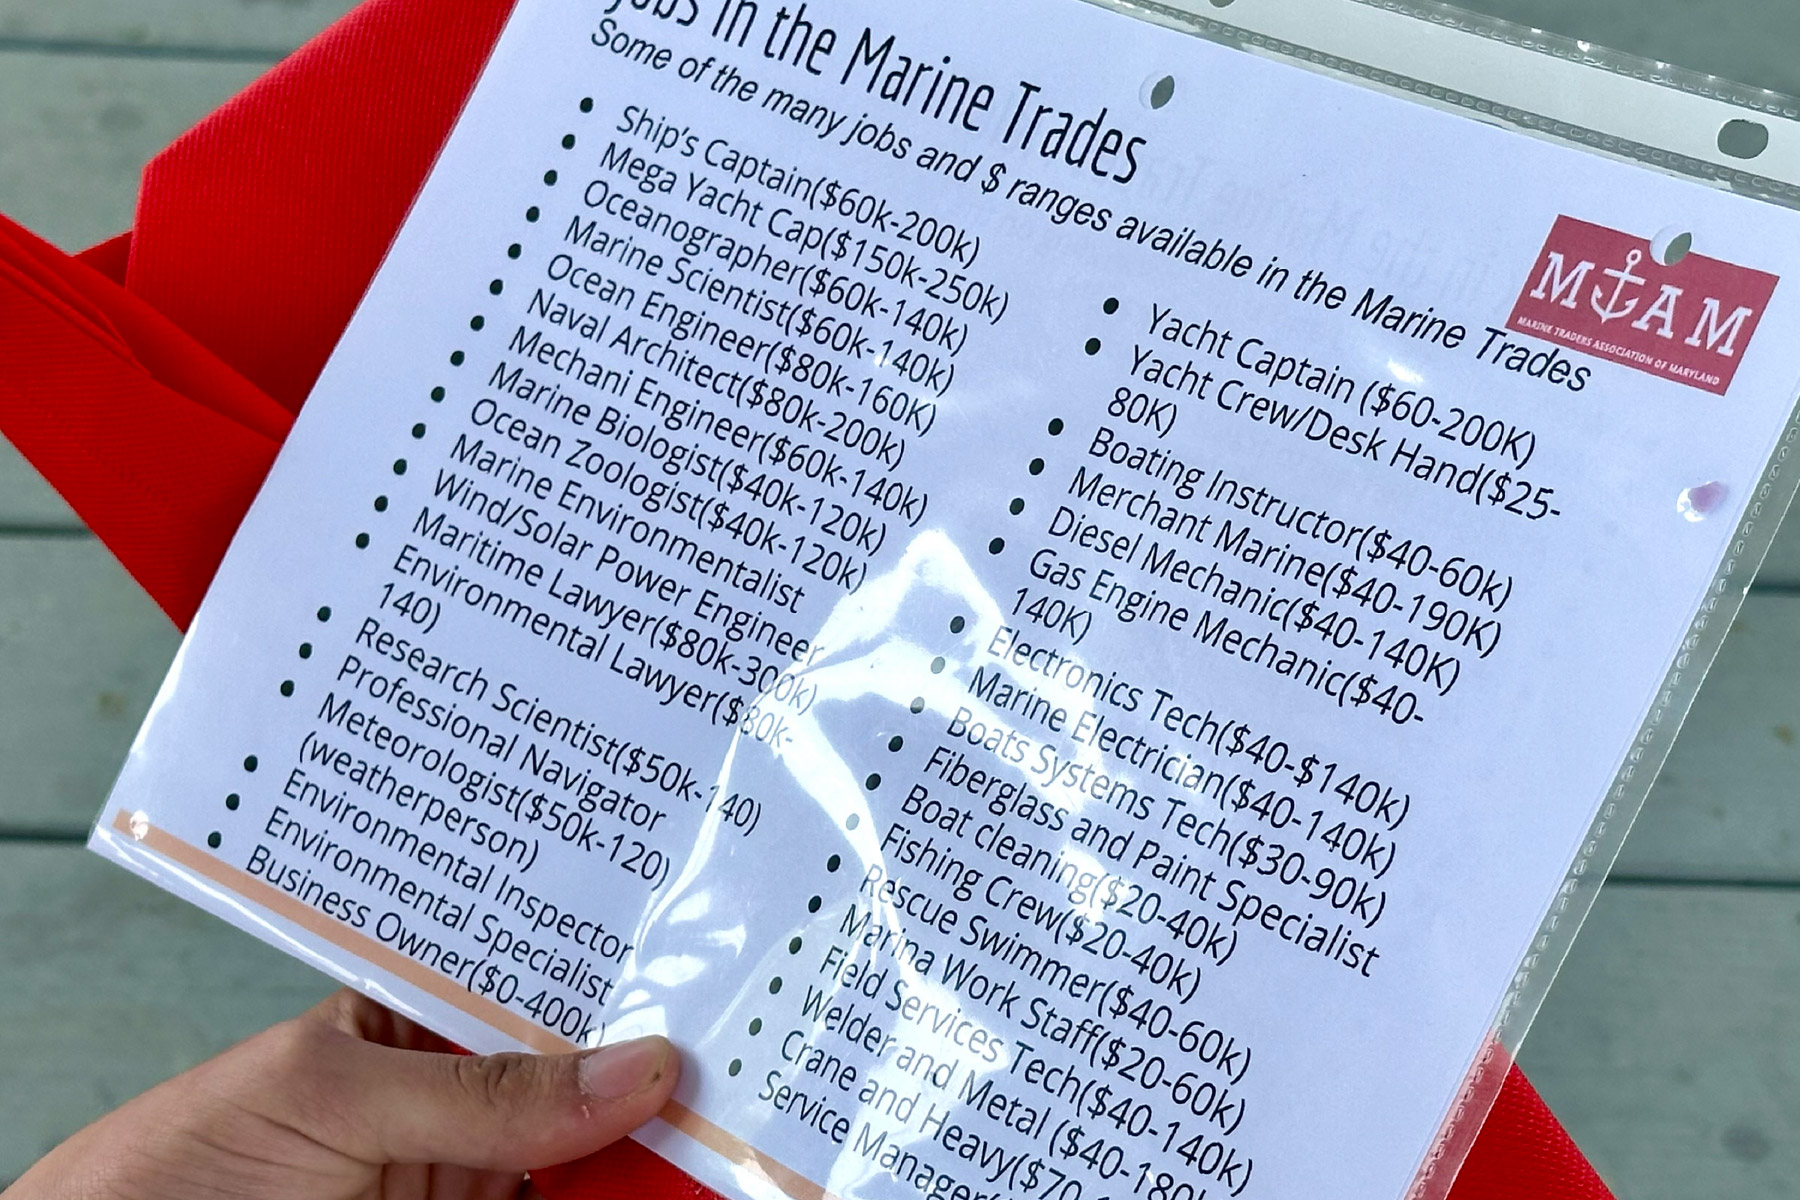 Jobs in the Marine Trades
Some of the many jobs and $ ranges available in the Marine Trades
M AM
MARINE TRADERS ASSOCIATION OF MARYLAND
• Ship's Captain($60k-200k)
• Mega Yacht Cap($150k-250k)
• Oceanographer($60k-140k)
• Marine Scientist($60k-140k)
• Ocean Engineer($80k-160K)
• Naval Architect($80k-200k)
• Mechani Engineer($60k-140k)
• Marine Biologist($40k-120k)
• Ocean Zoologist($40k-120k)
• Marine Environmentalist
• Wind/Solar Power Engineer
• Maritime Lawyer($80k-300k)
• Environmental Lawyer($80k-
140)
• Research Scientist($50k-140)
• Professional Navigator
• Meteorologist($50k-120)
(weatherperson)
• Environmental Inspector
• Environmental Specialist
• Business Owner($0-400k)
• Yacht Captain ($60-200K)
• Yacht Crew/Desk Hand($25-
80K)
• Boating Instructor($40-60k)
• Merchant Marine($40-190K)
• Diesel Mechanic($40-140K)
• Gas Engine Mechanic($40-
140K)
• Electronics Tech($40-$140k)
• Marine Electrician($40-140k)
• Boats Systems Tech($30-90k)
• Fiberglass and Paint Specialist
• Boat cleaning($20-40k)
• Fishing Crew($20-40k)
• Rescue Swimmer($40-60k)
• Marina Work Staff($20-60k)
• Field Services Tech($40-140k)
• Welder and Metal ($40-180k)
• Crane and Heavy($70-
• Service Manager(